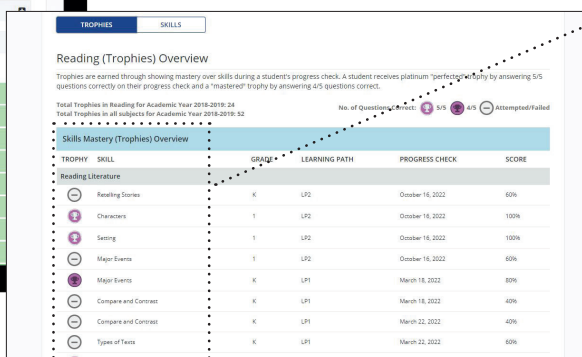 TROPHIES SKILLS
Reading (Trophies) Overview
Trophies are earned through showing mastery over skills during a student's progress check. A student receives platinum "perfected" trophy by answering 5/5
questions correctly on their progress check and a "mastered" trophy by answering 4/5 questions correct.
Total Trophies in Reading for Academic Year 2018-2019: 24
Total Trophies in all subjects for Academic Year 2018-2019: 52
No. of Questions Correct: 5/5 4/5 Attempted/Failed
Skills Mastery (Trophies) Overview
TROPHY SKILL GRADE LEARNING PATH PROGRESS CHECK SCORE
Reading Literature
Retelling Stories K LP2 October 16, 2022 60%
Characters 1 LP2 October 16, 2022 100%
Setting 1 LP2 October 16, 2022 100%
Major Events 1 LP2 October 16, 2022 60%
Major Events K LP1 March 18, 2022 80%
Compare and Contrast K LP1 March 18, 2022 40%
Compare and Contrast K LP1 March 22, 2022 40%
Types of Texts K LP1 March 22, 2022 60%